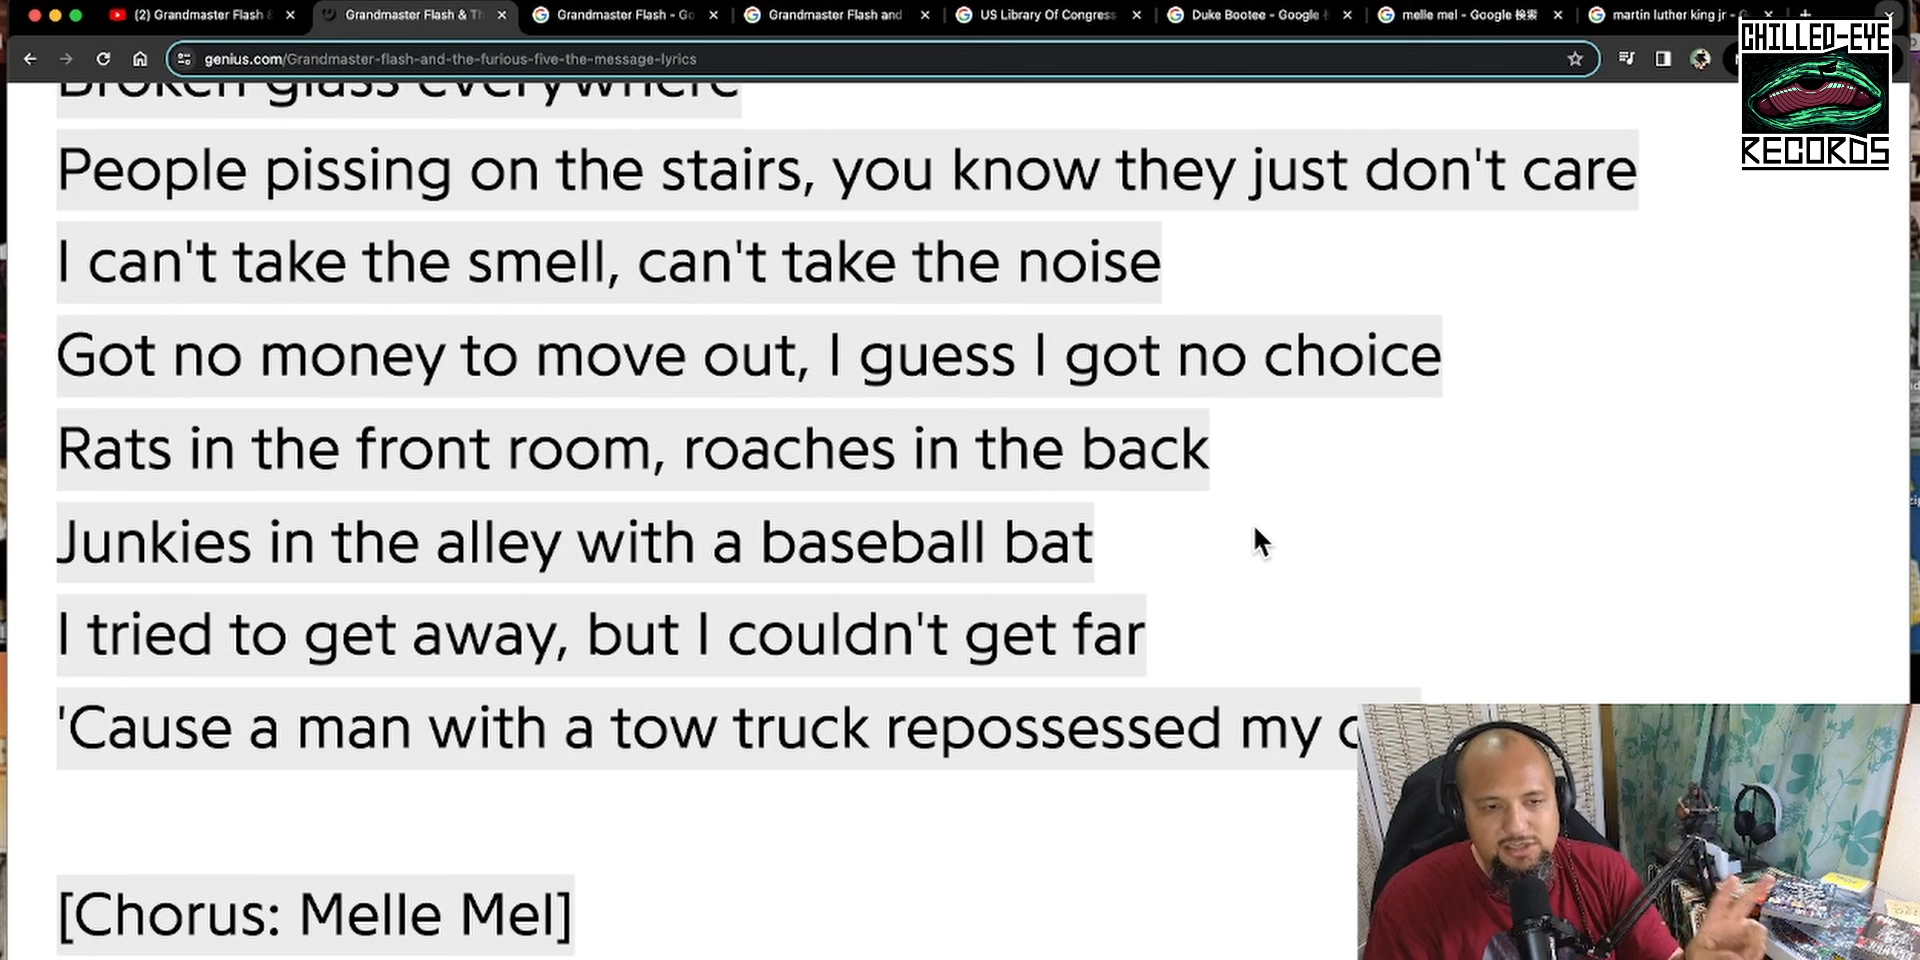 (2) Grandmaster Flash &
Grandmaster Flash & Th
Grandmaster Flash - Go
Grandmaster Flash and
US Library Of Congress
Duke Bootee - Google
melle mel - Google 検索
martin luther king jr -
genius.com/Grandmaster-flash-and-the-furious-five-the-message-lyrics
CHILLED-EYE
RECORDS
Broken glass everywhere
People pissing on the stairs, you know they just don't care
I can't take the smell, can't take the noise
Got no money to move out, I guess I got no choice
Rats in the front room, roaches in the back
Junkies in the alley with a baseball bat
I tried to get away, but I couldn't get far
'Cause a man with a tow truck repossessed my
[Chorus: Melle Mel]